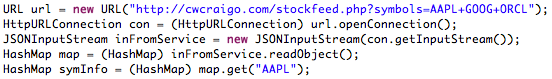 URL url = new URL("http://cwcraigo.com/stockfeed.php?symbols=AAPL+GOOG+ORCL");
HttpURLConnection con = (HttpURLConnection) url.openConnection();
JSONInputStream inFromService = new JSONInputStream(con.getInputStream());
HashMap map = (HashMap) inFromService.readObject();
HashMap symInfo = (HashMap) map.get("AAPL");